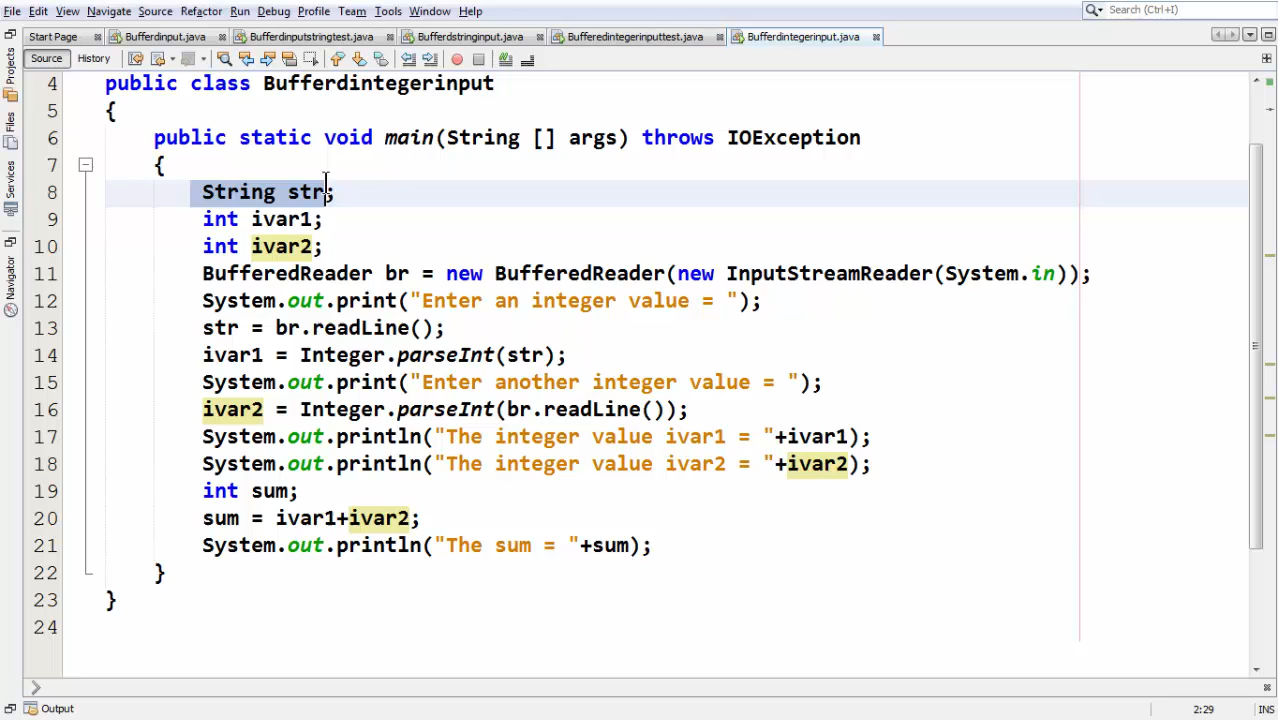 File Edit View Navigate Source Refactor Run Debug Profile Team Tools Window Help
Search (Ctrl+I)
Start Page Bufferdinput.java Bufferdinputstringtest.java Bufferdstringinput.java Bufferedintegerinputtest.java Bufferdintegerinput.java
Source History
Projects
Files
Services
Navigator
4 public class Bufferdintegerinput
5 {
6 public static void main(String [] args) throws IOException
7 {
8 String str;
9 int ivar1;
10 int ivar2;
11 BufferedReader br = new BufferedReader(new InputStreamReader(System.in));
12 System.out.print("Enter an integer value = ");
13 str = br.readLine();
14 ivar1 = Integer.parseInt(str);
15 System.out.print("Enter another integer value = ");
16 ivar2 = Integer.parseInt(br.readLine());
17 System.out.println("The integer value ivar1 = "+ivar1);
18 System.out.println("The integer value ivar2 = "+ivar2);
19 int sum;
20 sum = ivar1+ivar2;
21 System.out.println("The sum = "+sum);
22 }
23 }
24
Output
2:29 INS